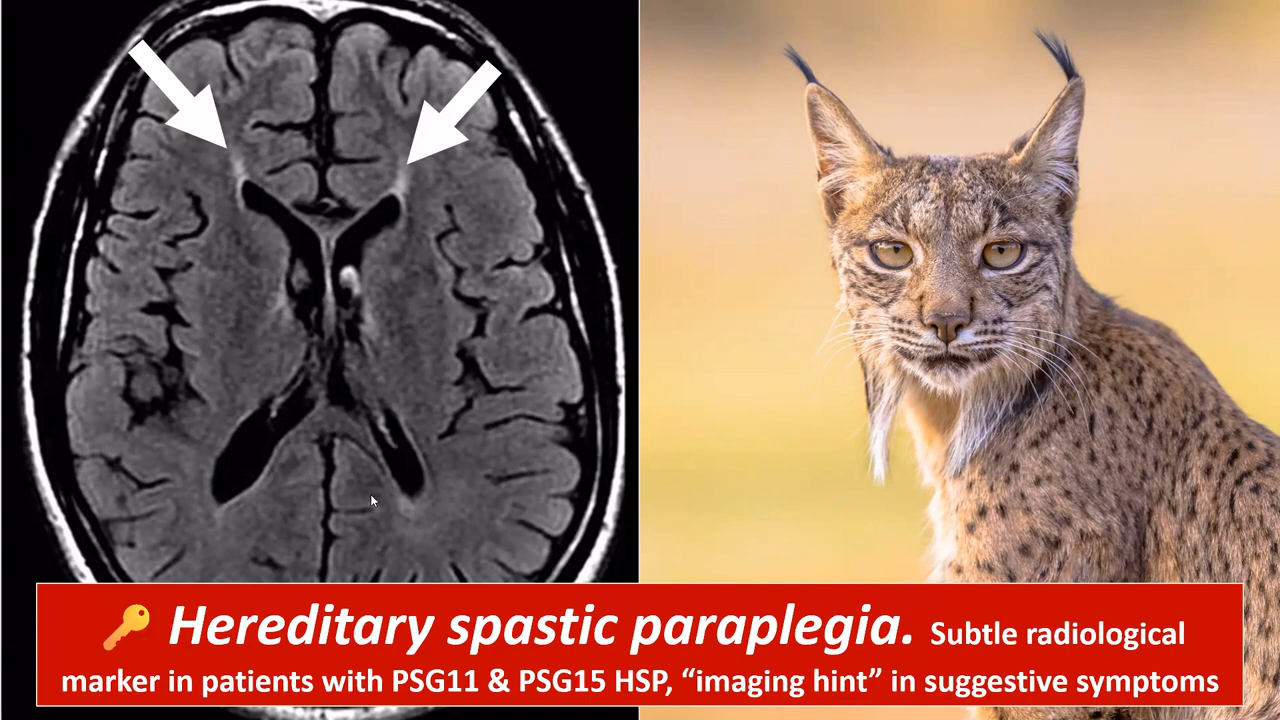 🔑 Hereditary spastic paraplegia. Subtle radiological
marker in patients with PSG11 & PSG15 HSP, “imaging hint” in suggestive symptoms